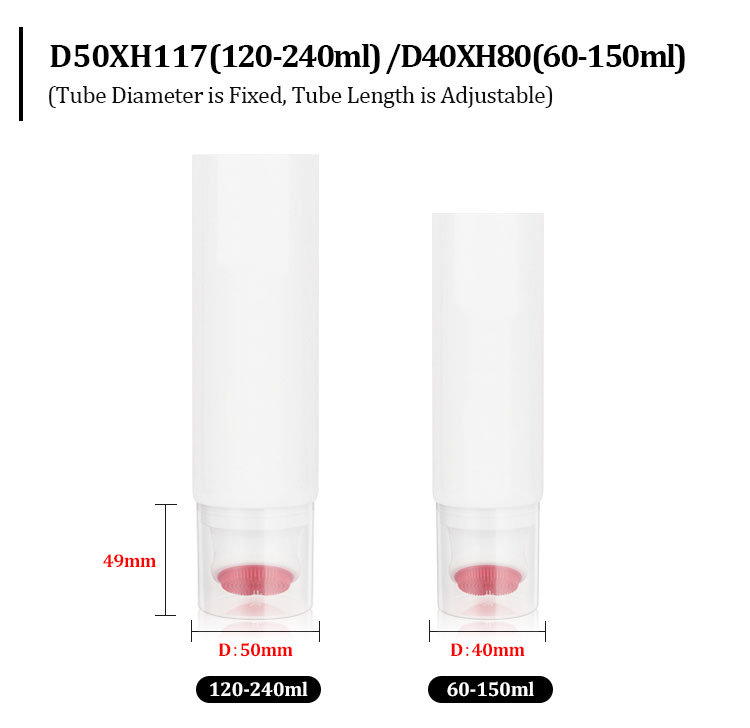 D50XH117(120-240ml) /D40XH80(60-150ml)
(Tube Diameter is Fixed, Tube Length is Adjustable)
49mm
D:50mm D:40mm
120-240ml 60-150ml